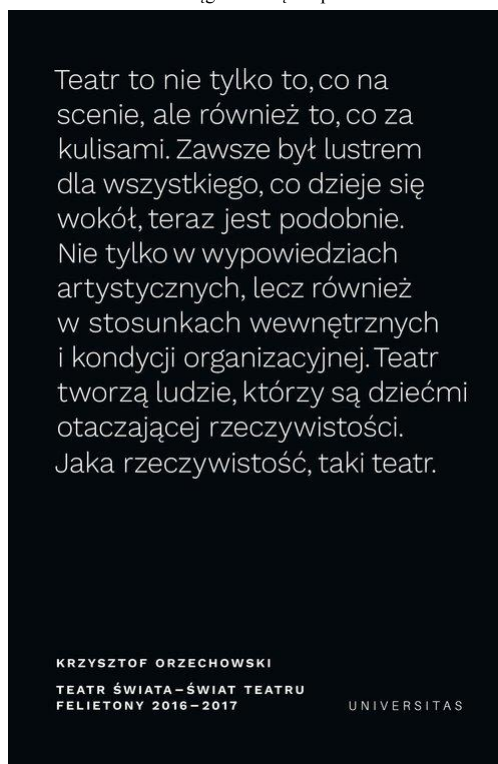 Teatr to nie tylko to, co na
scenie, ale również to, co za
kulisami. Zawsze był lustrem
dla wszystkiego, co dzieje się
wokół, teraz jest podobnie.
Nie tylko w wypowiedziach
artystycznych, lecz również
w stosunkach wewnętrznych
i kondycji organizacyjnej. Teatr
tworzą ludzie, którzy są dziećmi
otaczającej rzeczywistości.
Jaka rzeczywistość, taki teatr.
KRZYSZTOF ORZECHOWSKI
TEATR ŚWIATA–ŚWIAT TEATRU
FELIETONY 2016–2017
UNIVERSITAS